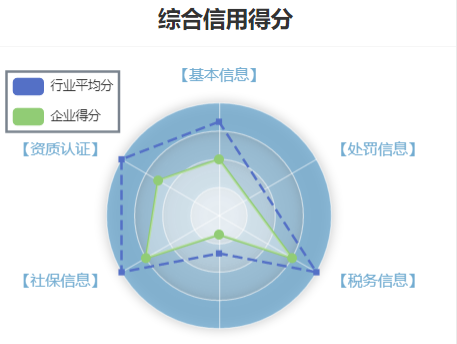 综合信用得分
行业平均分
企业得分
【基本信息】
【资质认证】
【处罚信息】
【社保信息】
【税务信息】